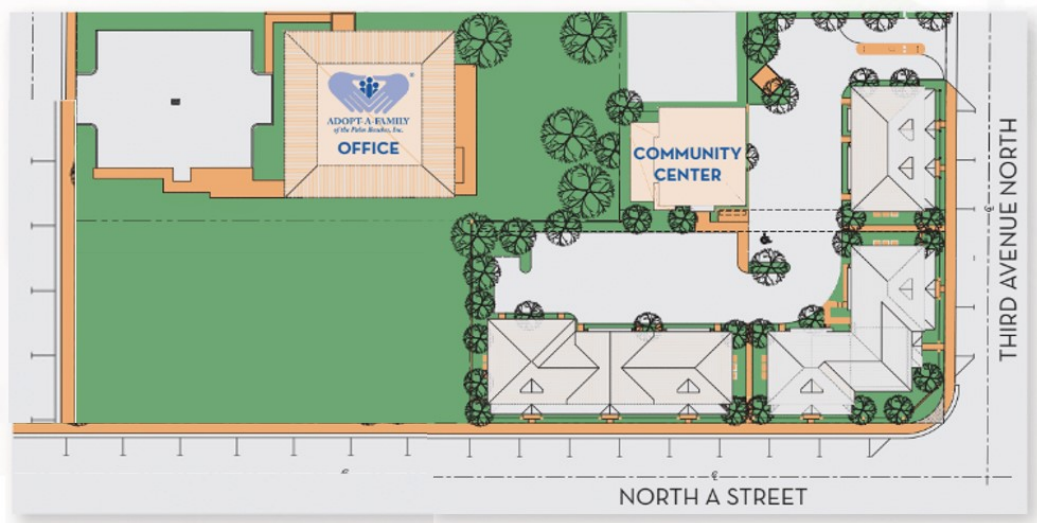 ADOPT-A-FAMILY
of the Palm Beaches, Inc.
OFFICE
COMMUNITY
CENTER
THIRD AVENUE NORTH
NORTH A STREET